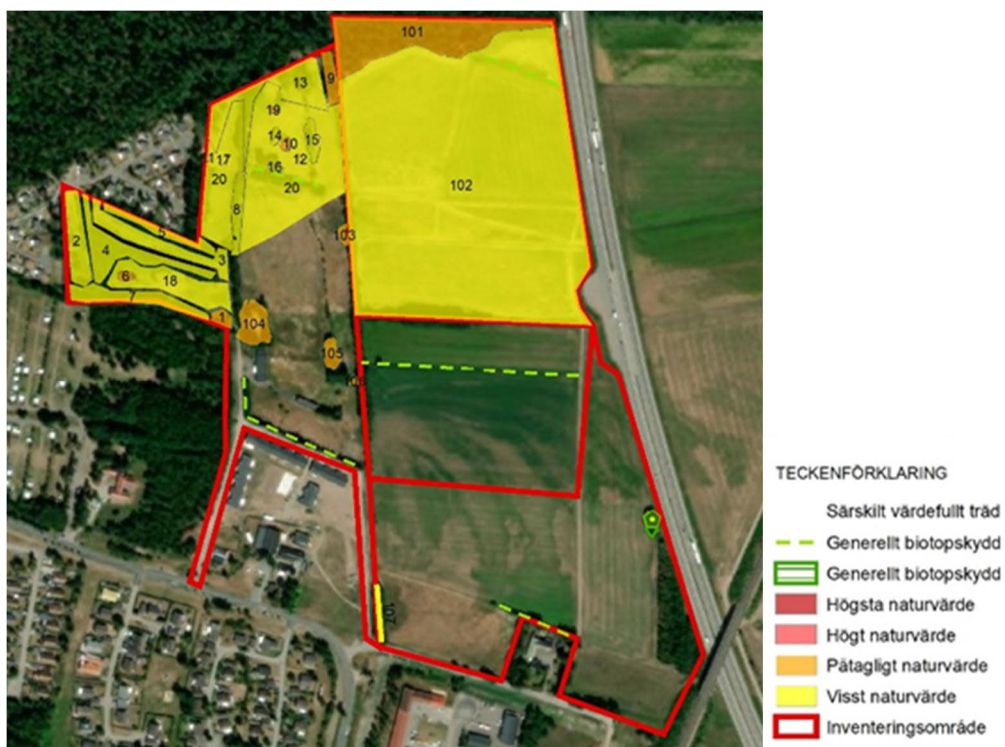 101
9
13
19
14
10
15
12
1 17
16
20
20
102
8
2
5
103
4
3
6
18
7
1
104
105
TECKENFÖRKLARING
Särskilt värdefullt träd
Generellt biotopskydd
Generellt biotopskydd
Högsta naturvärde
Högt naturvärde
Påtagligt naturvärde
Visst naturvärde
Inventeringsområde